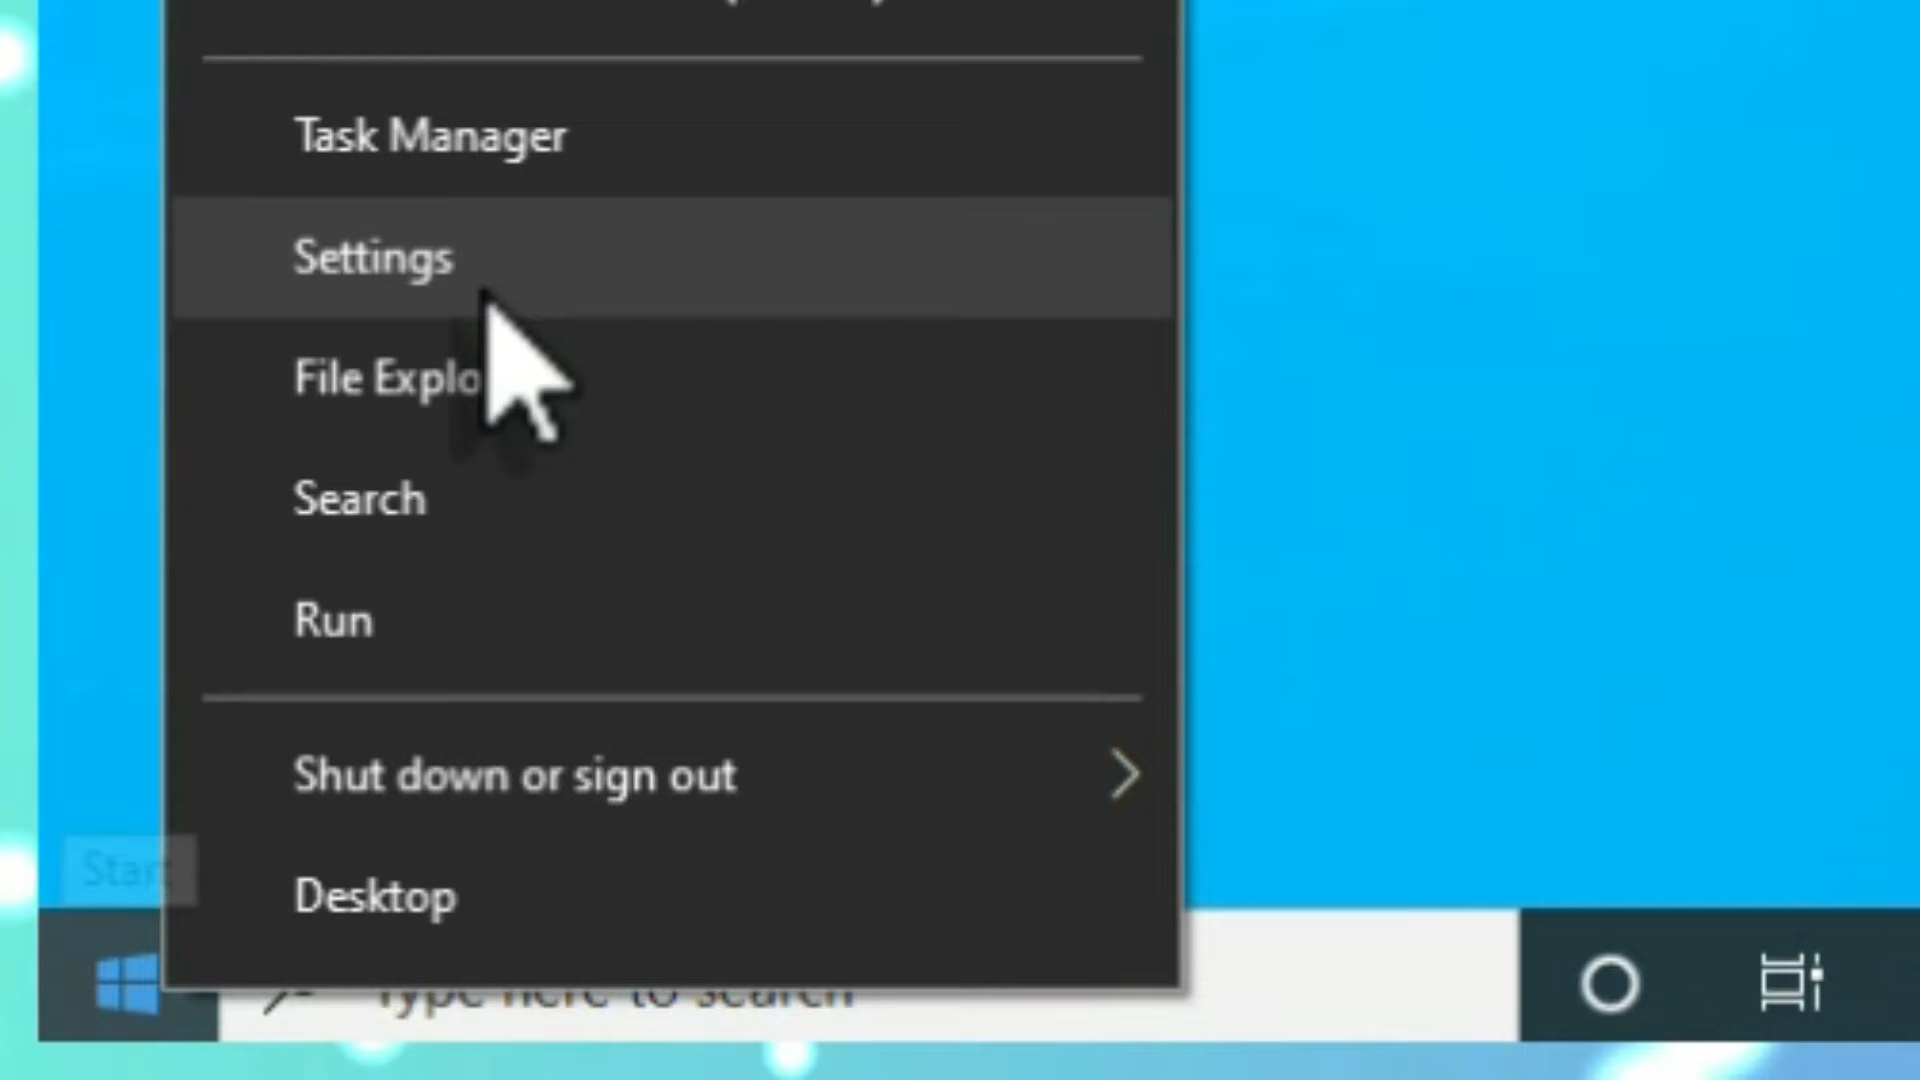 Task Manager
Settings
File Explo
Search
Run
Shut down or sign out
Desktop
Start
Type here to search